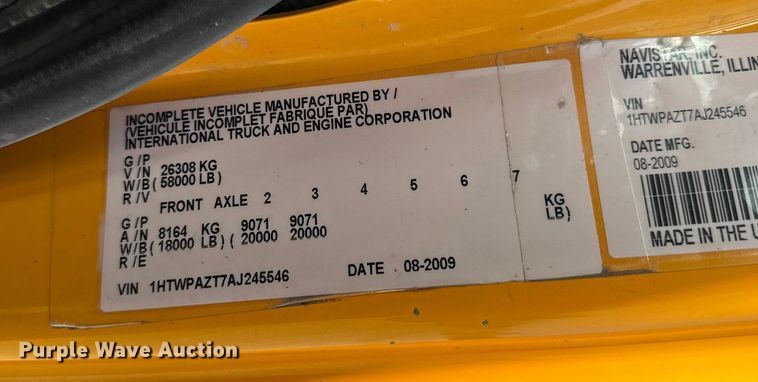 INCOMPLETE VEHICLE MANUFACTURED BY /
(VEHICULE INCOMPLET FABRIQUE PAR)
INTERNATIONAL TRUCK AND ENGINE CORPORATION
G / P
V / N 26308 KG
W/B ( 58000 LB )
R / V FRONT AXLE 2 3 4 5 6 7
G / P
A / N 8164 KG 9071 9071 KG
W/B ( 18000 LB ) ( 20000 20000 LB )
R / E
VIN 1HTWPAZT7AJ245546 DATE 08-2009
NAVISTAR, INC.
WARRENVILLE, ILLIN
VIN
1HTWPAZT7AJ245546
DATE MFG.
08-2009
MADE IN THE U
Purple Wave Auction